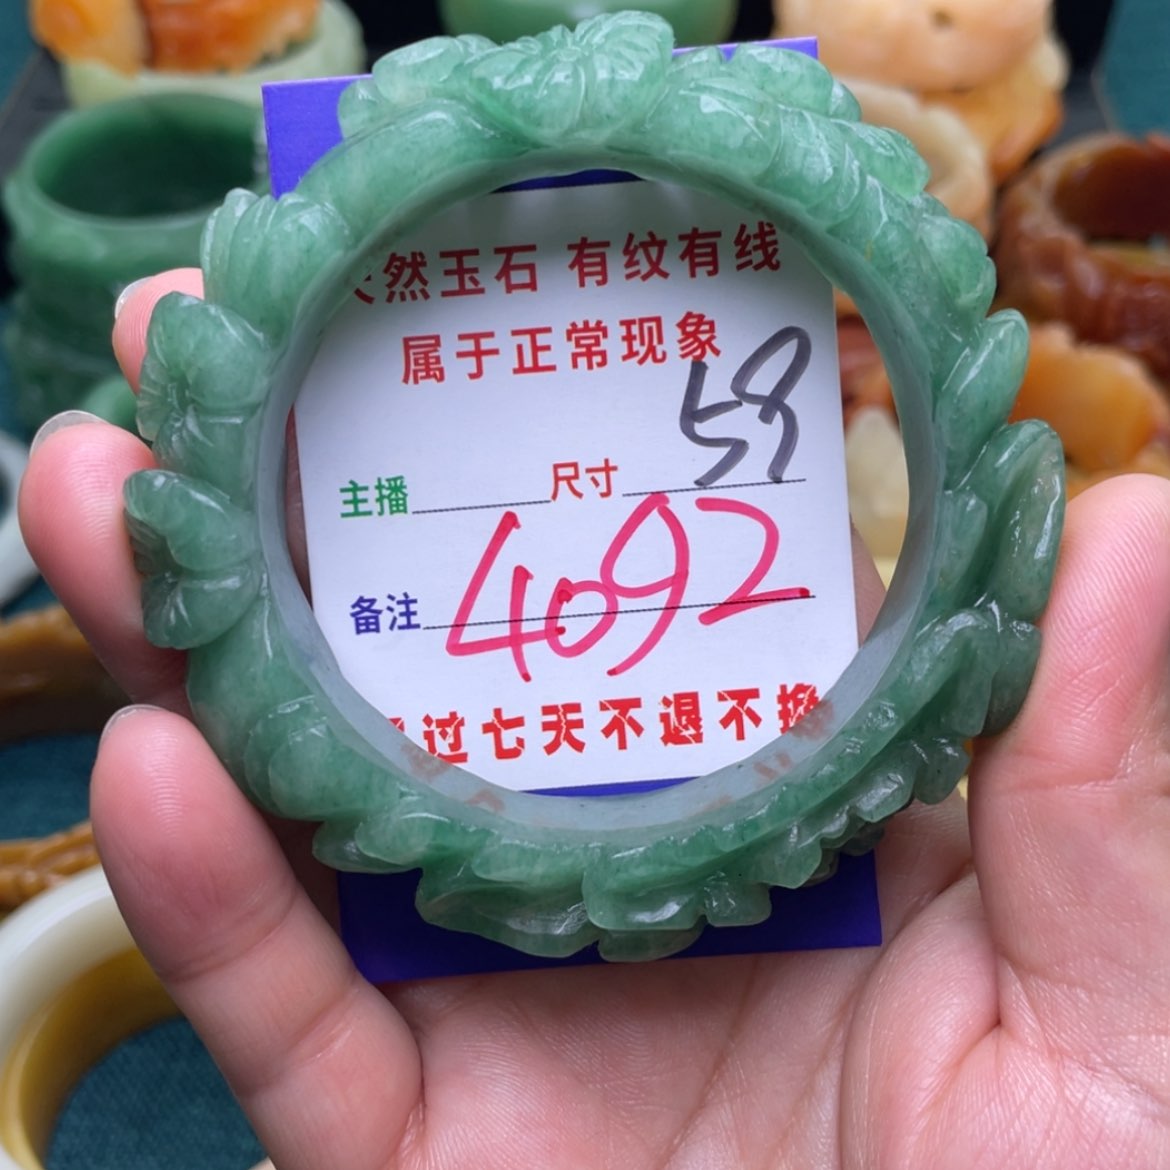 然玉石 有纹有线
属于正常现象
主播 尺寸 58
备注 4092
过七天不退不换